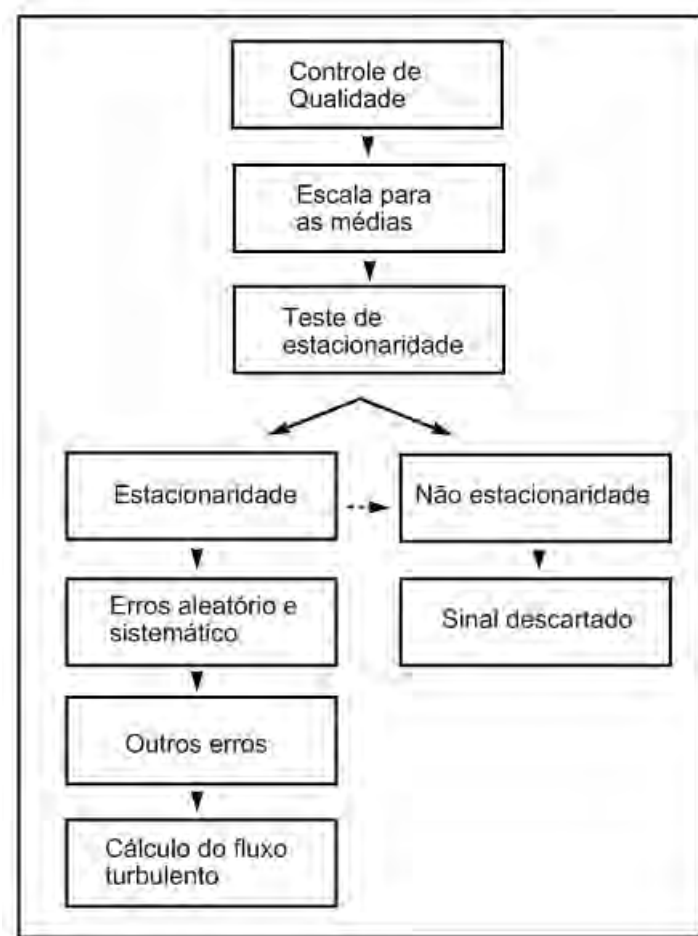 Controle de
Qualidade
Escala para
as médias
Teste de
estacionaridade
Estacionaridade
Não estacionaridade
Erros aleatório e
sistemático
Sinal descartado
Outros erros
Cálculo do fluxo
turbulento